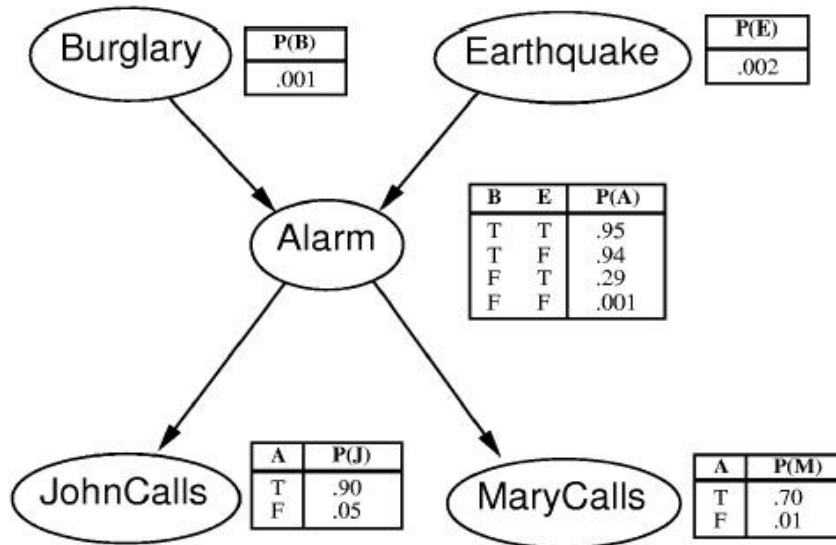 Burglary
P(B)
.001
Earthquake
P(E)
.002
Alarm
B E P(A)
T T .95
T F .94
F T .29
F F .001
JohnCalls
A P(J)
T .90
F .05
MaryCalls
A P(M)
T .70
F .01